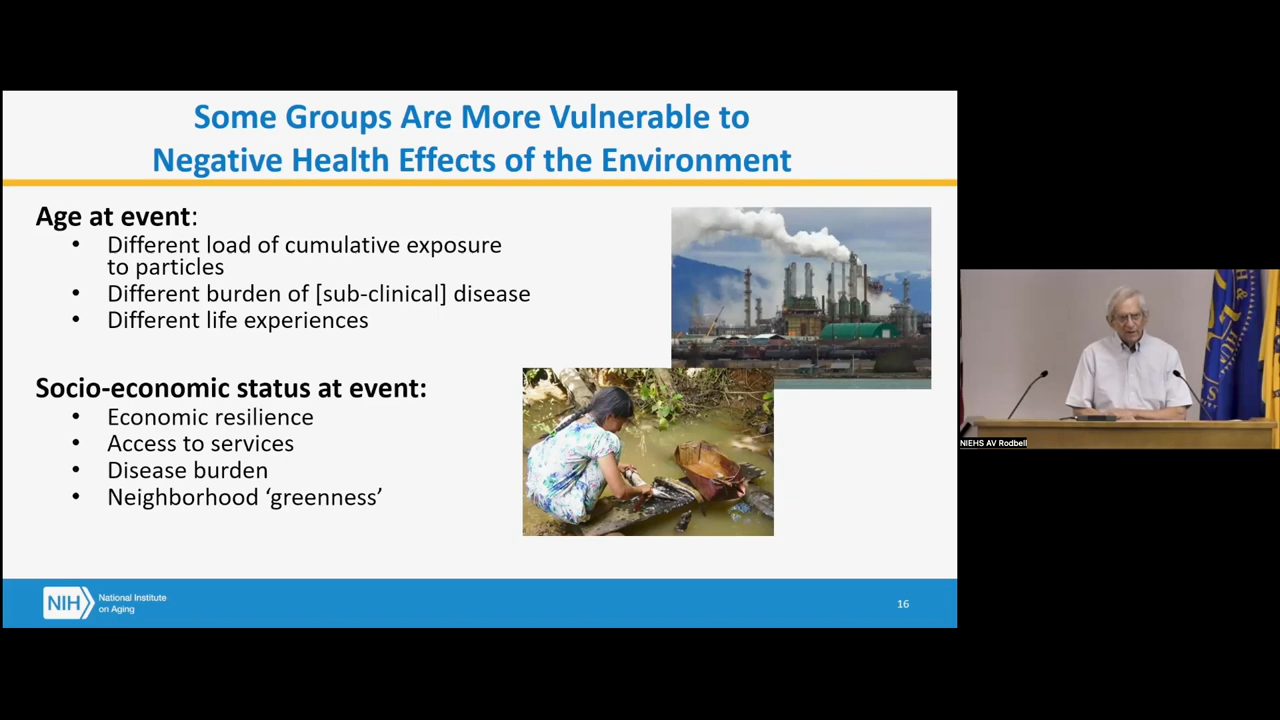 Some Groups Are More Vulnerable to
Negative Health Effects of the Environment
Age at event:
• Different load of cumulative exposure
to particles
• Different burden of [sub-clinical] disease
• Different life experiences
Socio-economic status at event:
• Economic resilience
• Access to services
• Disease burden
• Neighborhood ‘greenness’
NIH
National Institute
on Aging
16
NIEHS AV Rodbell